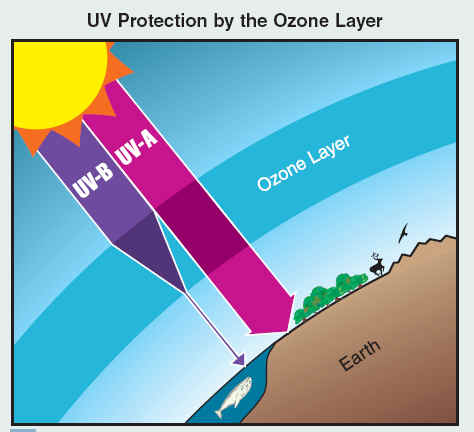 UV Protection by the Ozone Layer
UV-B
UV-A
Ozone Layer
Earth